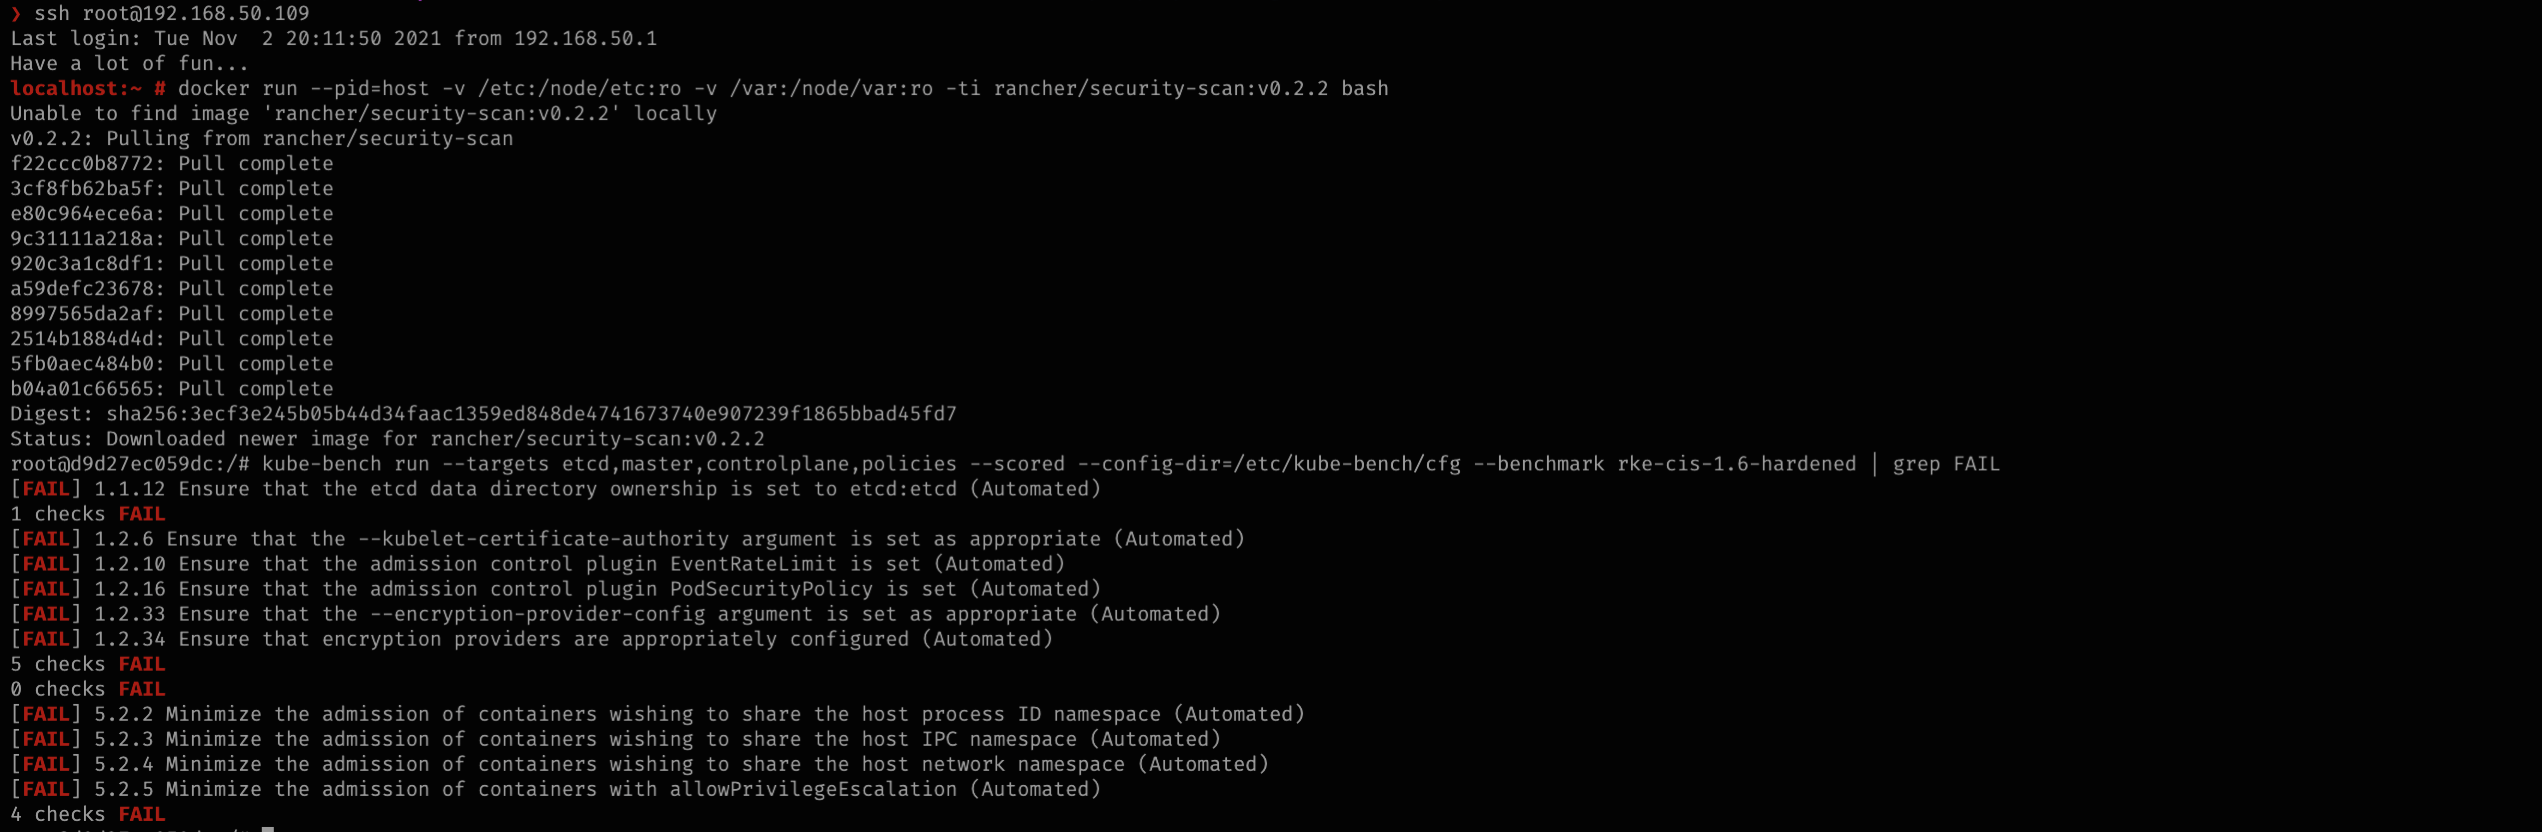 ❯ ssh root@192.168.50.109
Last login: Tue Nov  2 20:11:50 2021 from 192.168.50.1
Have a lot of fun...
localhost:~ # docker run --pid=host -v /etc:/node/etc:ro -v /var:/node/var:ro -ti rancher/security-scan:v0.2.2 bash
Unable to find image 'rancher/security-scan:v0.2.2' locally
v0.2.2: Pulling from rancher/security-scan
f22ccc0b8772: Pull complete
3cf8fb62ba5f: Pull complete
e80c964ece6a: Pull complete
9c31111a218a: Pull complete
920c3a1c8df1: Pull complete
a59defc23678: Pull complete
8997565da2af: Pull complete
2514b1884d4d: Pull complete
5fb0aec484b0: Pull complete
b04a01c66565: Pull complete
Digest: sha256:3ecf3e245b05b44d34faac1359ed848de4741673740e907239f1865bbad45fd7
Status: Downloaded newer image for rancher/security-scan:v0.2.2
root@d9d27ec059dc:/# kube-bench run --targets etcd,master,controlplane,policies --scored --config-dir=/etc/kube-bench/cfg --benchmark rke-cis-1.6-hardened | grep FAIL
[FAIL] 1.1.12 Ensure that the etcd data directory ownership is set to etcd:etcd (Automated)
1 checks FAIL
[FAIL] 1.2.6 Ensure that the --kubelet-certificate-authority argument is set as appropriate (Automated)
[FAIL] 1.2.10 Ensure that the admission control plugin EventRateLimit is set (Automated)
[FAIL] 1.2.16 Ensure that the admission control plugin PodSecurityPolicy is set (Automated)
[FAIL] 1.2.33 Ensure that the --encryption-provider-config argument is set as appropriate (Automated)
[FAIL] 1.2.34 Ensure that encryption providers are appropriately configured (Automated)
5 checks FAIL
0 checks FAIL
[FAIL] 5.2.2 Minimize the admission of containers wishing to share the host process ID namespace (Automated)
[FAIL] 5.2.3 Minimize the admission of containers wishing to share the host IPC namespace (Automated)
[FAIL] 5.2.4 Minimize the admission of containers wishing to share the host network namespace (Automated)
[FAIL] 5.2.5 Minimize the admission of containers with allowPrivilegeEscalation (Automated)
4 checks FAIL